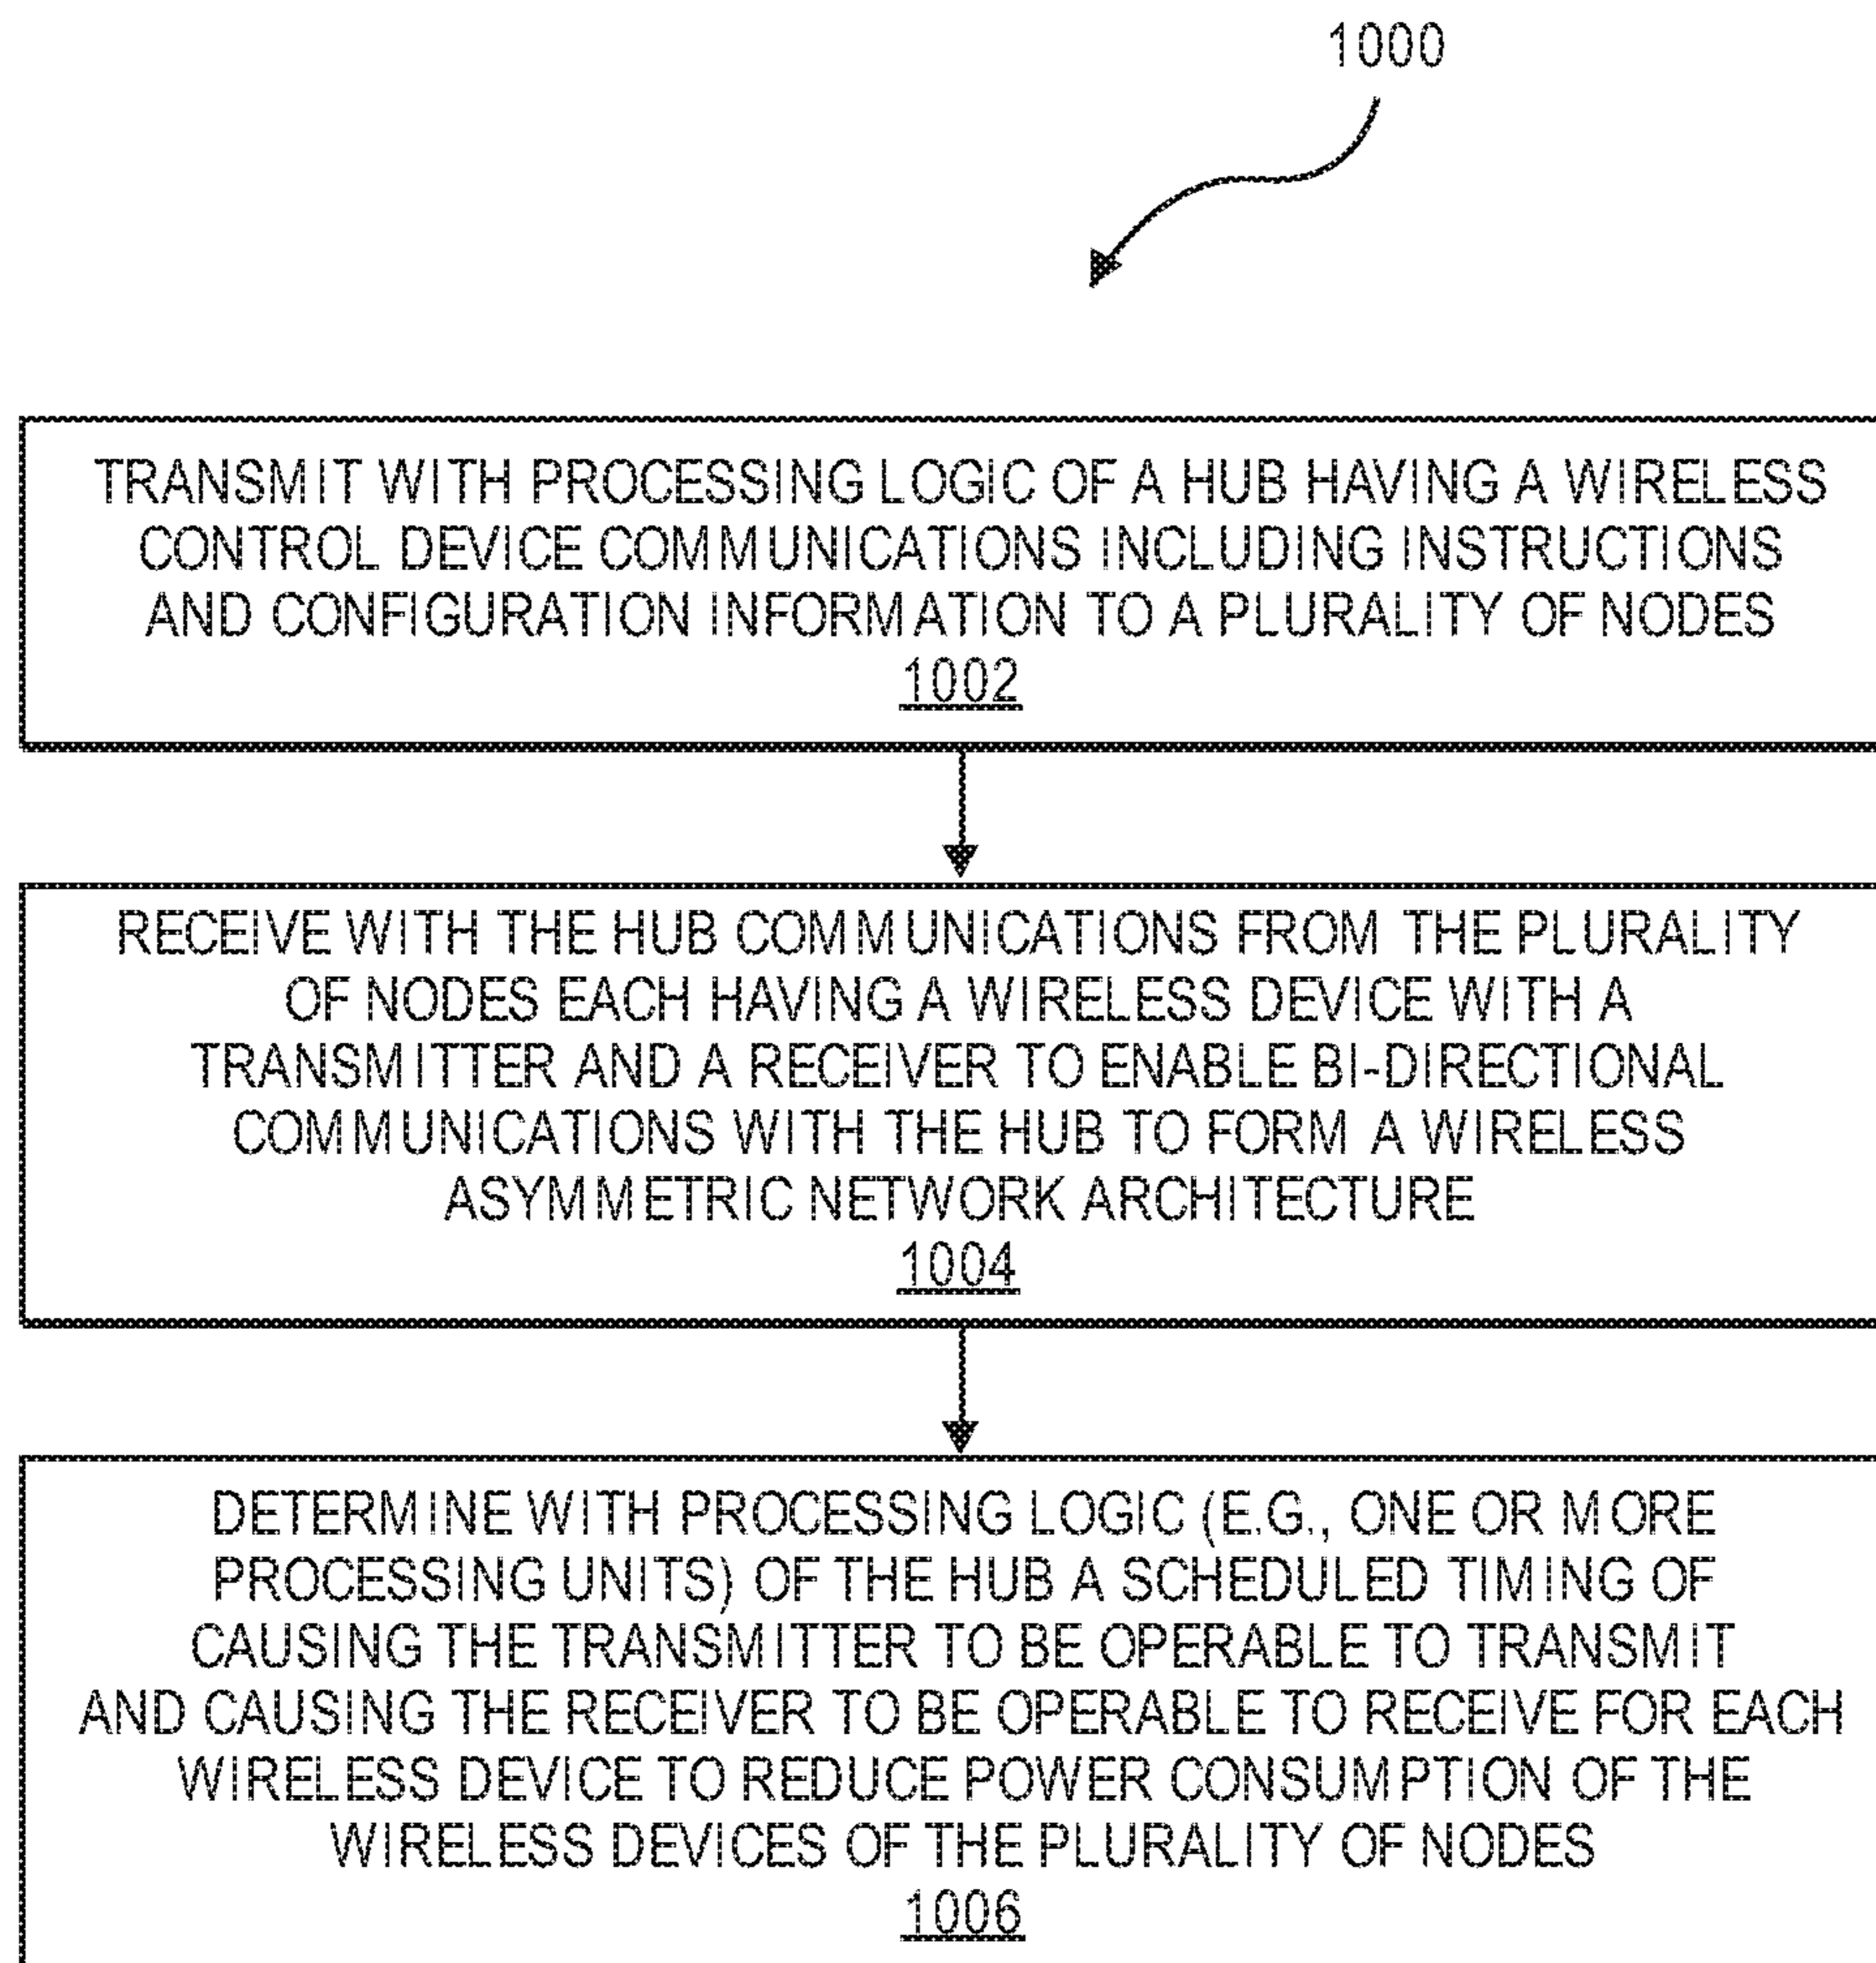 1000
TRANSMIT WITH PROCESSING LOGIC OF A HUB HAVING A WIRELESS
CONTROL DEVICE COMMUNICATIONS INCLUDING INSTRUCTIONS
AND CONFIGURATION INFORMATION TO A PLURALITY OF NODES
1002
RECEIVE WITH THE HUB COMMUNICATIONS FROM THE PLURALITY
OF NODES EACH HAVING A WIRELESS DEVICE WITH A
TRANSMITTER AND A RECEIVER TO ENABLE BI-DIRECTIONAL
COMMUNICATIONS WITH THE HUB TO FORM A WIRELESS
ASYMMETRIC NETWORK ARCHITECTURE
1004
DETERMINE WITH PROCESSING LOGIC (E.G., ONE OR MORE
PROCESSING UNITS) OF THE HUB A SCHEDULED TIMING OF
CAUSING THE TRANSMITTER TO BE OPERABLE TO TRANSMIT
AND CAUSING THE RECEIVER TO BE OPERABLE TO RECEIVE FOR EACH
WIRELESS DEVICE TO REDUCE POWER CONSUMPTION OF THE
WIRELESS DEVICES OF THE PLURALITY OF NODES
1006